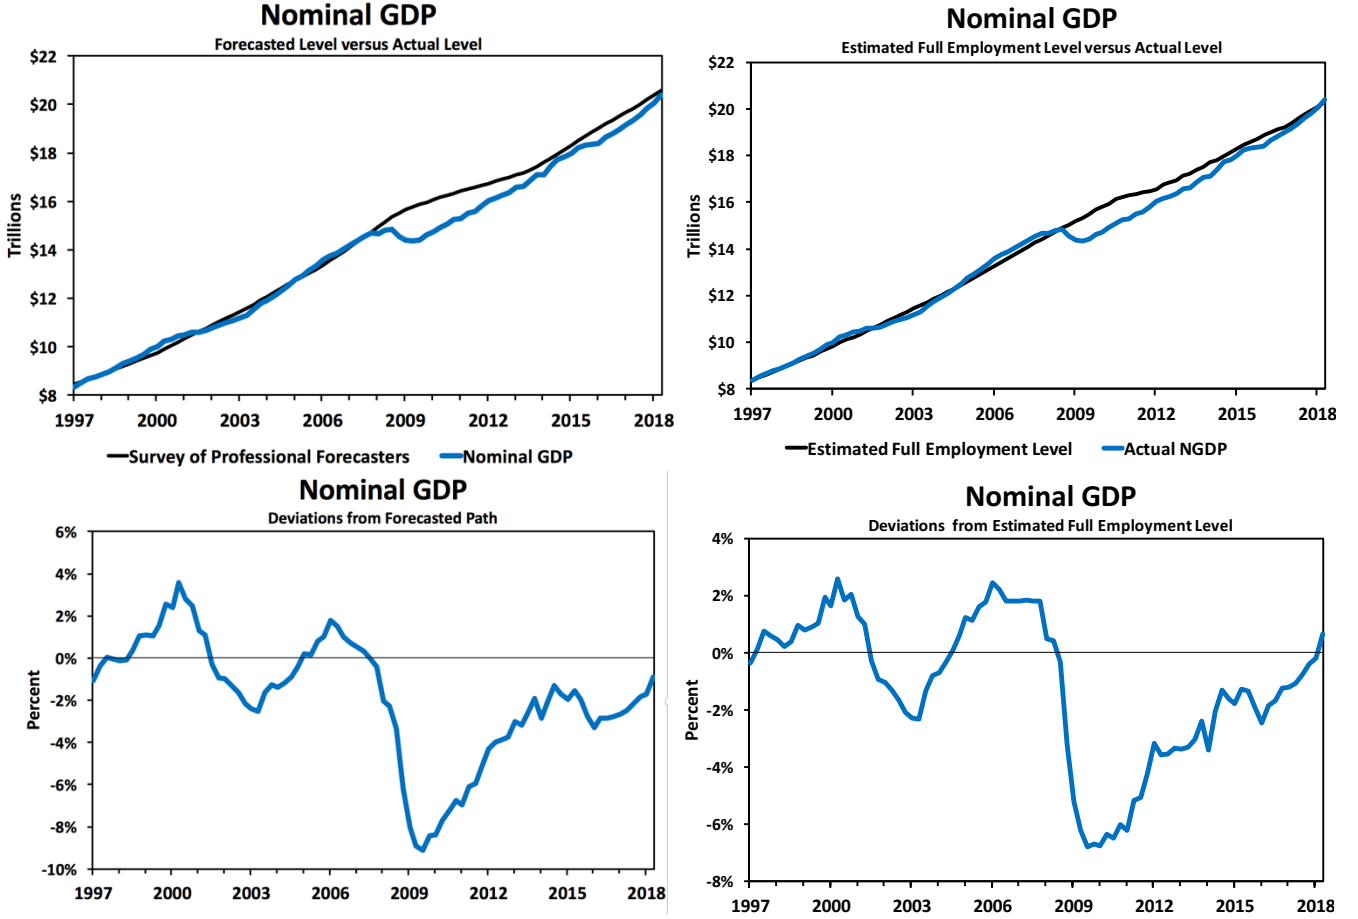 Nominal GDP
Forecasted Level versus Actual Level
$22
$20
$18
$16
$14
$12
$10
$8
Trillions
1997 2000 2003 2006 2009 2012 2015 2018
Survey of Professional Forecasters Nominal GDP
Nominal GDP
Estimated Full Employment Level versus Actual Level
$22
$20
$18
$16
$14
$12
$10
$8
Trillions
1997 2000 2003 2006 2009 2012 2015 2018
Estimated Full Employment Level Actual NGDP
Nominal GDP
Deviations from Forecasted Path
6%
4%
2%
0%
-2%
-4%
-6%
-8%
-10%
Percent
1997 2000 2003 2006 2009 2012 2015 2018
Nominal GDP
Deviations from Estimated Full Employment Level
4%
2%
0%
-2%
-4%
-6%
-8%
Percent
1997 2000 2003 2006 2009 2012 2015 2018